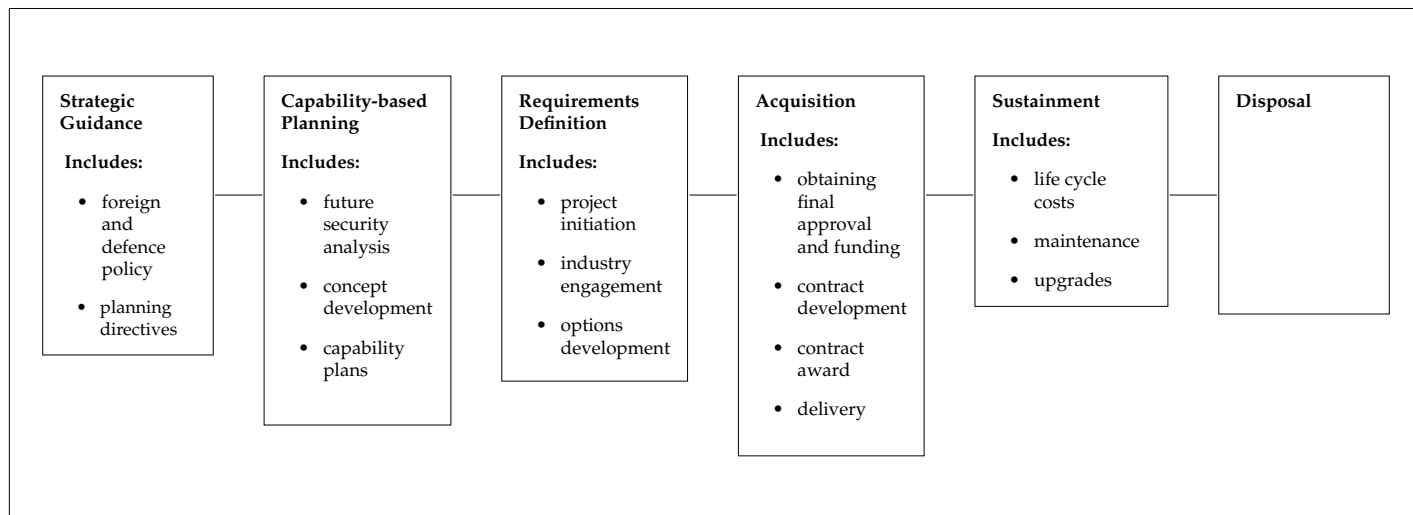 Strategic
Guidance
Includes:
• foreign
and
defence
policy
• planning
directives
Capability-based
Planning
Includes:
• future
security
analysis
• concept
development
• capability
plans
Requirements
Definition
Includes:
• project
initiation
• industry
engagement
• options
development
Acquisition
Includes:
• obtaining
final
approval
and funding
• contract
development
• contract
award
• delivery
Sustainment
Includes:
• life cycle
costs
• maintenance
• upgrades
Disposal